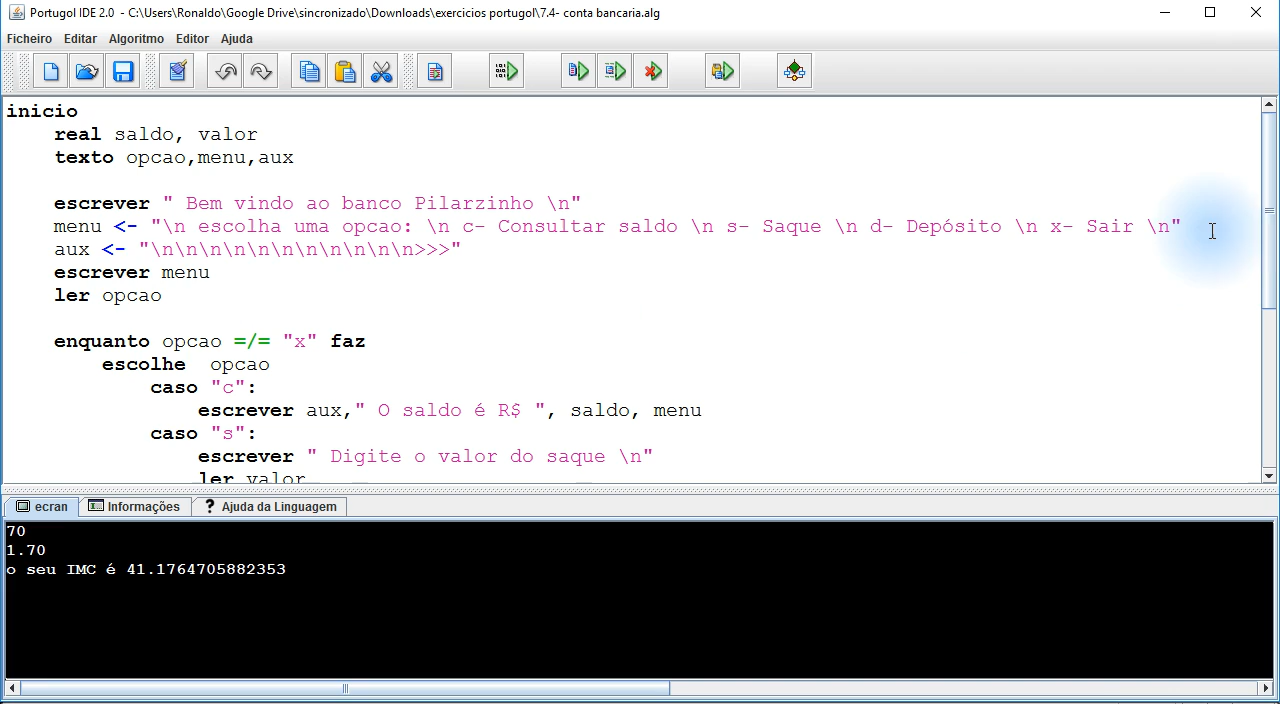 Portugol IDE 2.0 - C:\Users\Ronaldo\Google Drive\sincronizado\Downloads\exercicios portugol\7.4- conta bancaria.alg
Ficheiro Editar Algoritmo Editor Ajuda
inicio
real saldo, valor
texto opcao,menu,aux
escrever " Bem vindo ao banco Pilarzinho \n"
menu <- "\n escolha uma opcao: \n c- Consultar saldo \n s- Saque \n d- Depósito \n x- Sair \n"
aux <- "\n\n\n\n\n\n\n\n\n\n\n>>>"
escrever menu
ler opcao
enquanto opcao =/= "x" faz
escolhe opcao
caso "c":
escrever aux," O saldo é R$ ", saldo, menu
caso "s":
escrever " Digite o valor do saque \n"
ler valor
ecran Informações Ajuda da Linguagem
70
1.70
o seu IMC é 41.1764705882353